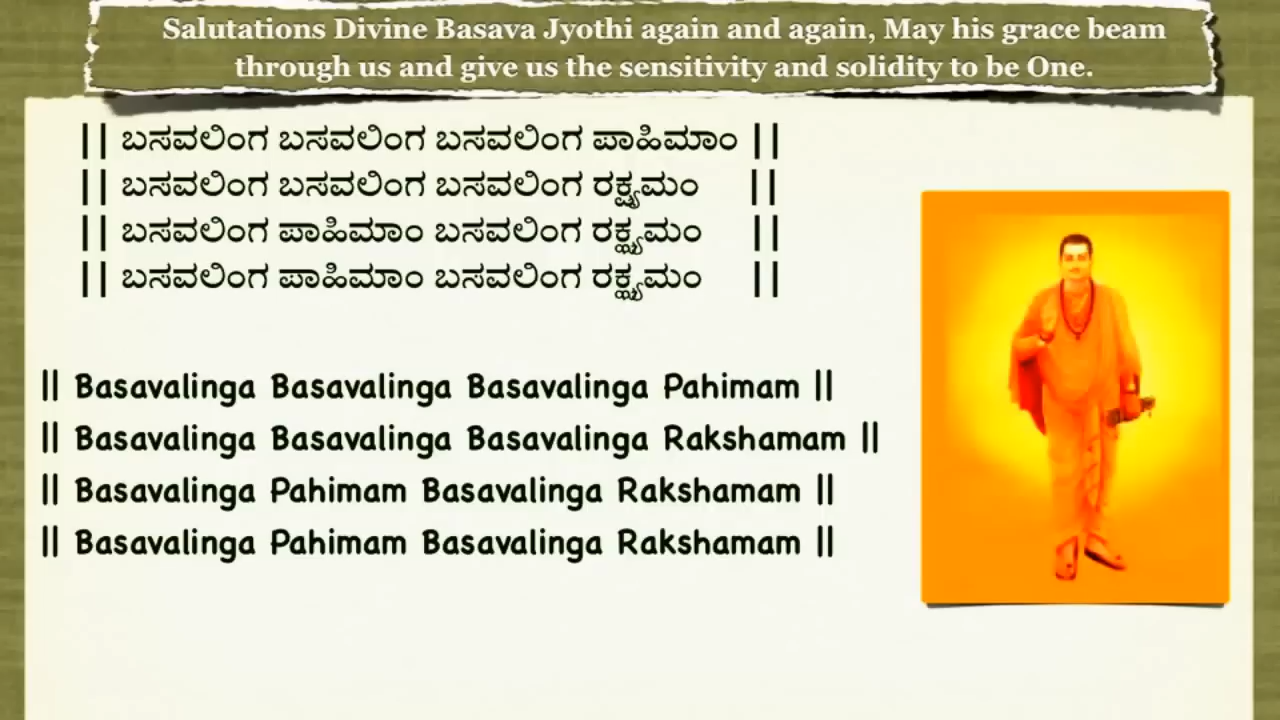 Salutations Divine Basava Jyothi again and again, May his grace beam
through us and give us the sensitivity and solidity to be One.
|| ಬಸವಲಿಂಗ ಬಸವಲಿಂಗ ಬಸವಲಿಂಗ ಪಾಹಿಮಾಂ ||
|| ಬಸವಲಿಂಗ ಬಸವಲಿಂಗ ಬಸವಲಿಂಗ ರಕ್ಷ್ಯಮಂ ||
|| ಬಸವಲಿಂಗ ಪಾಹಿಮಾಂ ಬಸವಲಿಂಗ ರಕ್ಷ್ಯಮಂ ||
|| ಬಸವಲಿಂಗ ಪಾಹಿಮಾಂ ಬಸವಲಿಂಗ ರಕ್ಷ್ಯಮಂ ||
|| Basavalinga Basavalinga Basavalinga Pahimam ||
|| Basavalinga Basavalinga Basavalinga Rakshamam ||
|| Basavalinga Pahimam Basavalinga Rakshamam ||
|| Basavalinga Pahimam Basavalinga Rakshamam ||